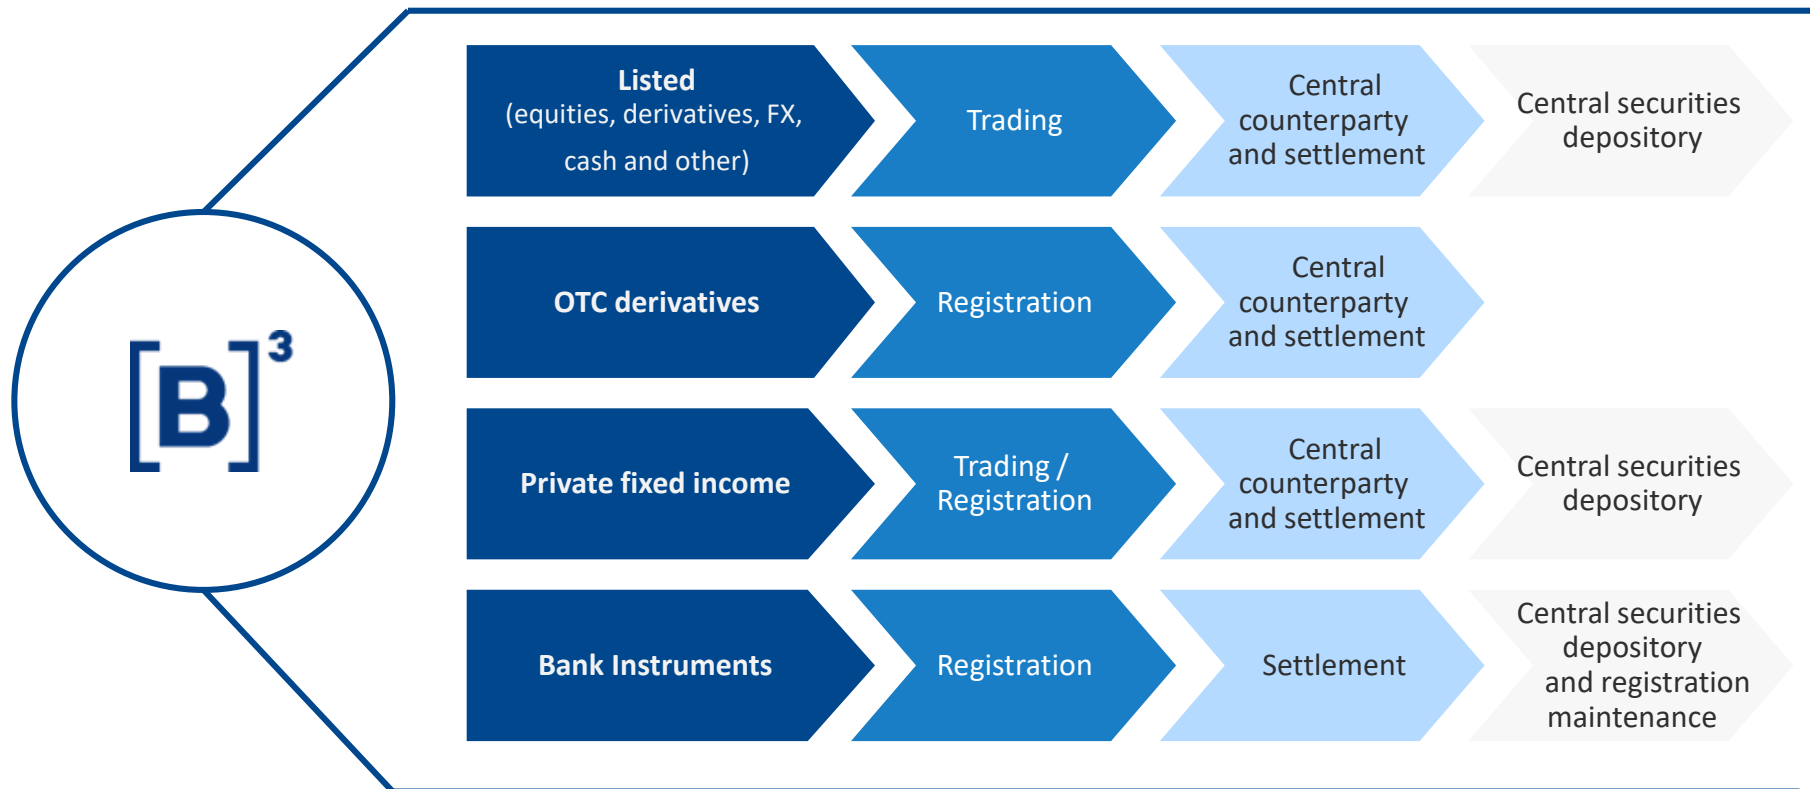 [B]³
Listed
(equities, derivatives, FX,
cash and other)
Trading
Central
counterparty
and settlement
Central securities
depository
OTC derivatives
Registration
Central
counterparty
and settlement
Private fixed income
Trading /
Registration
Central
counterparty
and settlement
Central securities
depository
Bank Instruments
Registration
Settlement
Central securities
depository
and registration
maintenance